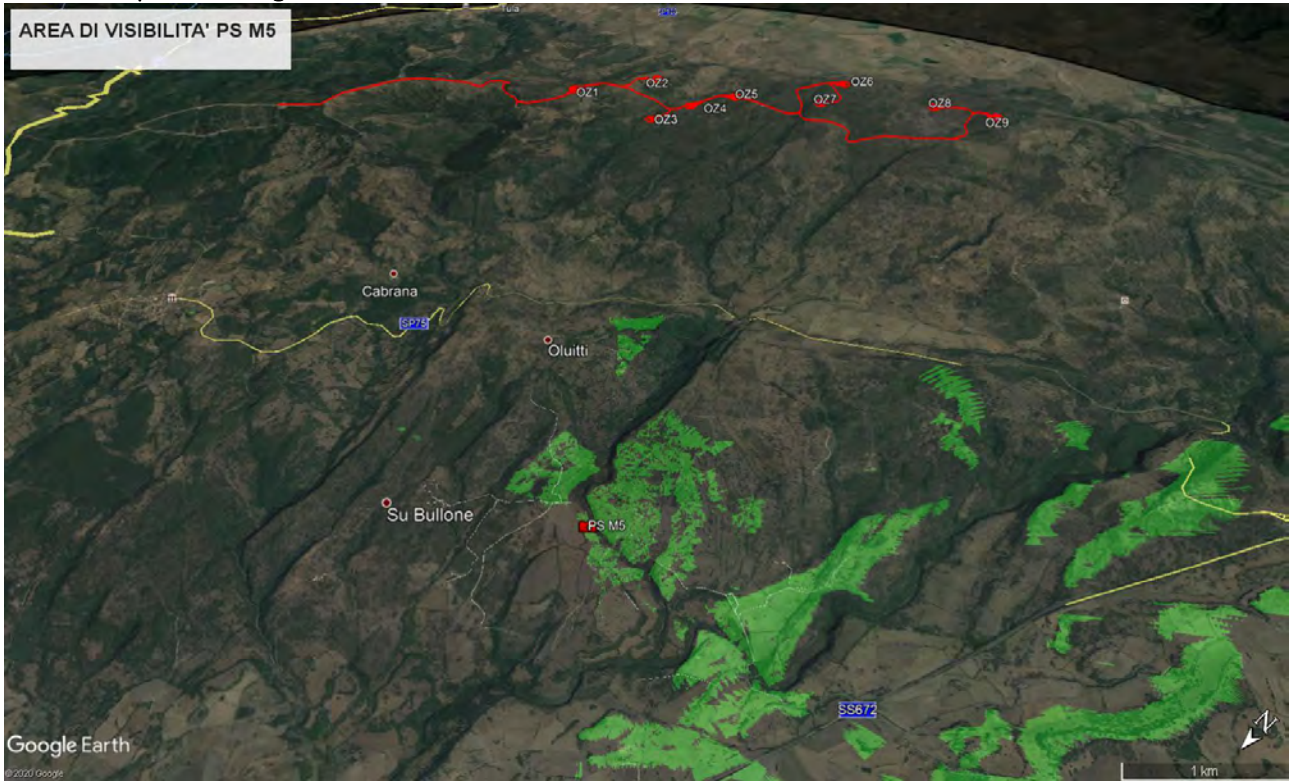 AREA DI VISIBILITA' PS M5
Tula
OZ1
OZ2
OZ3
OZ4
OZ5
OZ6
OZ7
OZ8
OZ9
Cabrana
SP75
Oluitti
Su Bullone
PS M5
SS672
N
Google Earth
© 2020 Google
1 km